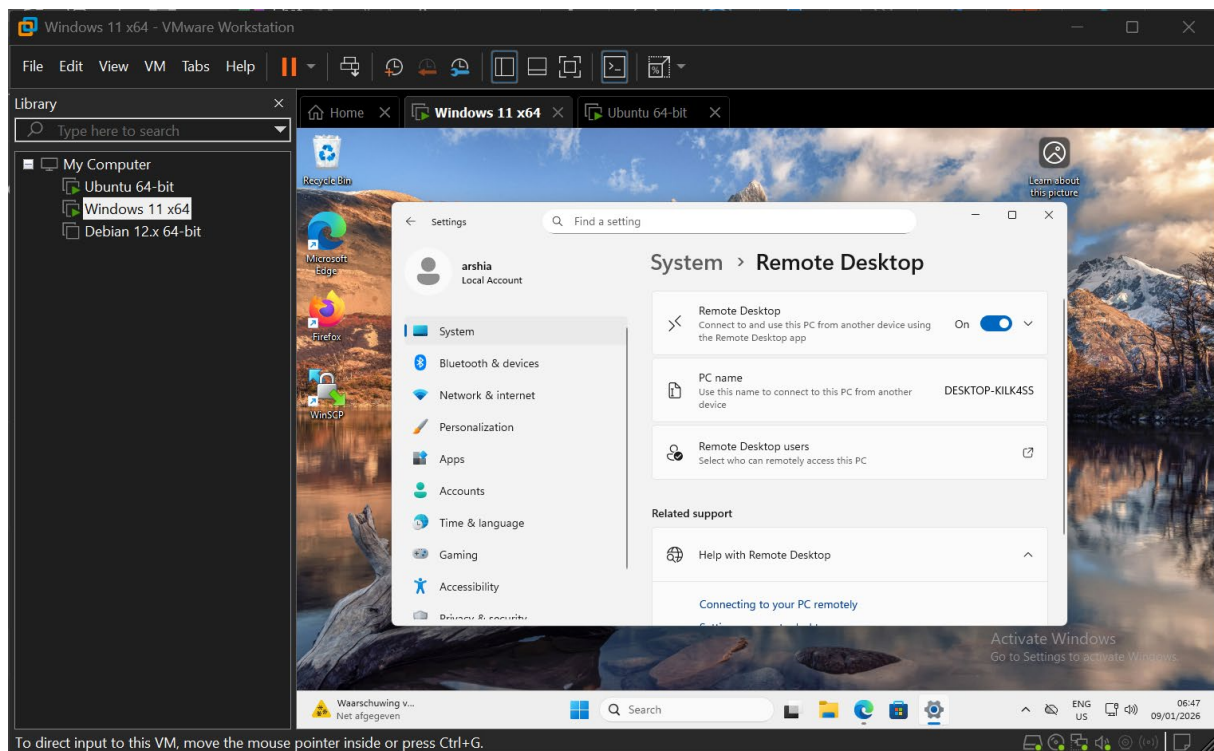 Windows 11 x64 - VMware Workstation
File Edit View VM Tabs Help
Library
Type here to search
My Computer
Ubuntu 64-bit
Windows 11 x64
Debian 12.x 64-bit
Home
Windows 11 x64
Ubuntu 64-bit
Recycle Bin
Learn about
this picture
Microsoft
Edge
Firefox
WinSCP
Settings
Find a setting
arshia
Local Account
System
Bluetooth & devices
Network & internet
Personalization
Apps
Accounts
Time & language
Gaming
Accessibility
Privacy & security
System > Remote Desktop
Remote Desktop
Connect to and use this PC from another device using
the Remote Desktop app
On
PC name
Use this name to connect to this PC from another
device
DESKTOP-KILK4SS
Remote Desktop users
Select who can remotely access this PC
Related support
Help with Remote Desktop
Connecting to your PC remotely
Activate Windows
Go to Settings to activate Windows.
Waarschuwing v...
Net afgegeven
Search
ENG
US
06:47
09/01/2026
To direct input to this VM, move the mouse pointer inside or press Ctrl+G.